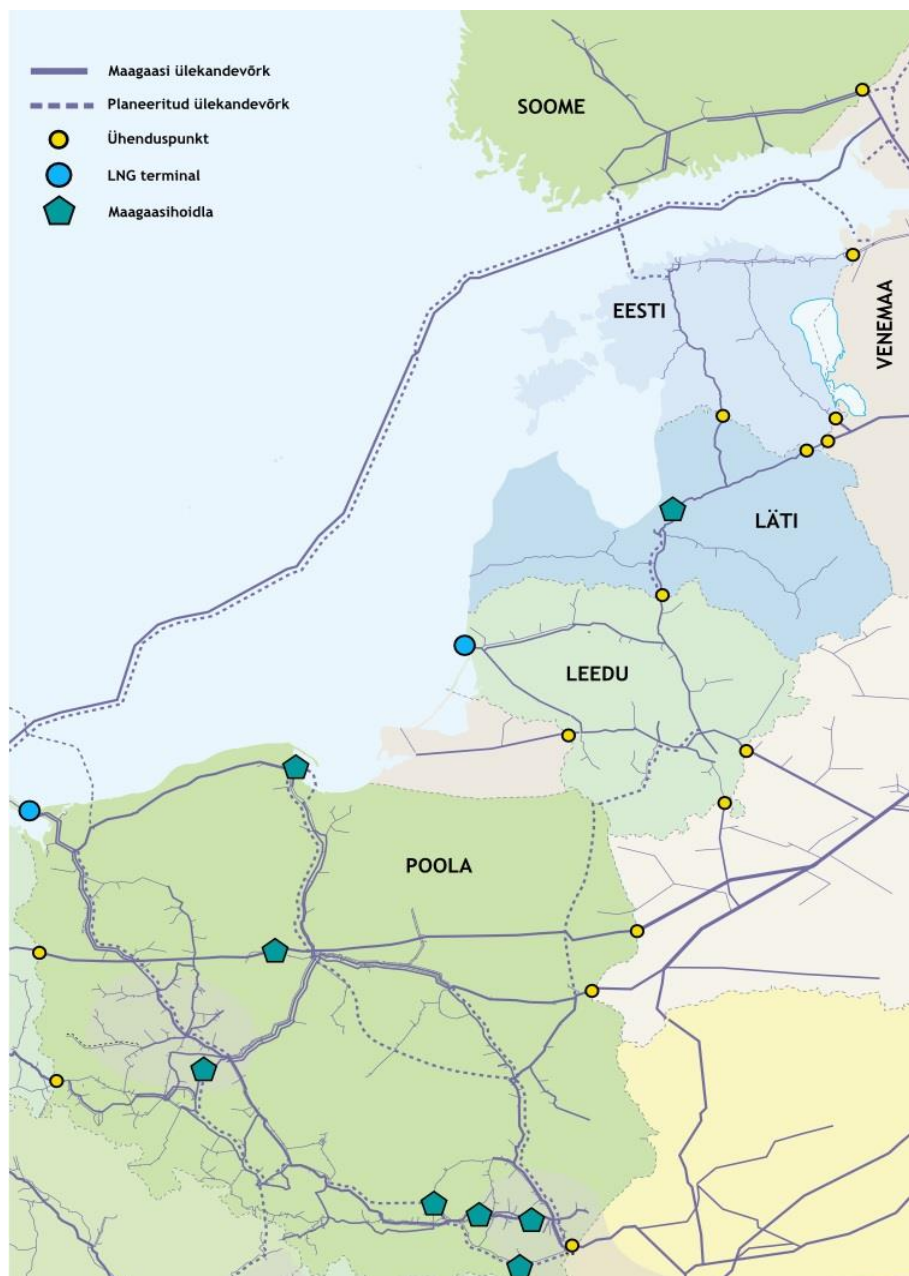 Maagaasi ülekandevõrk
Planeeritud ülekandevõrk
Ühenduspunkt
LNG terminal
Maagaasihoidla
SOOME
EESTI
VENEMAA
LÄTI
LEEDU
POOLA